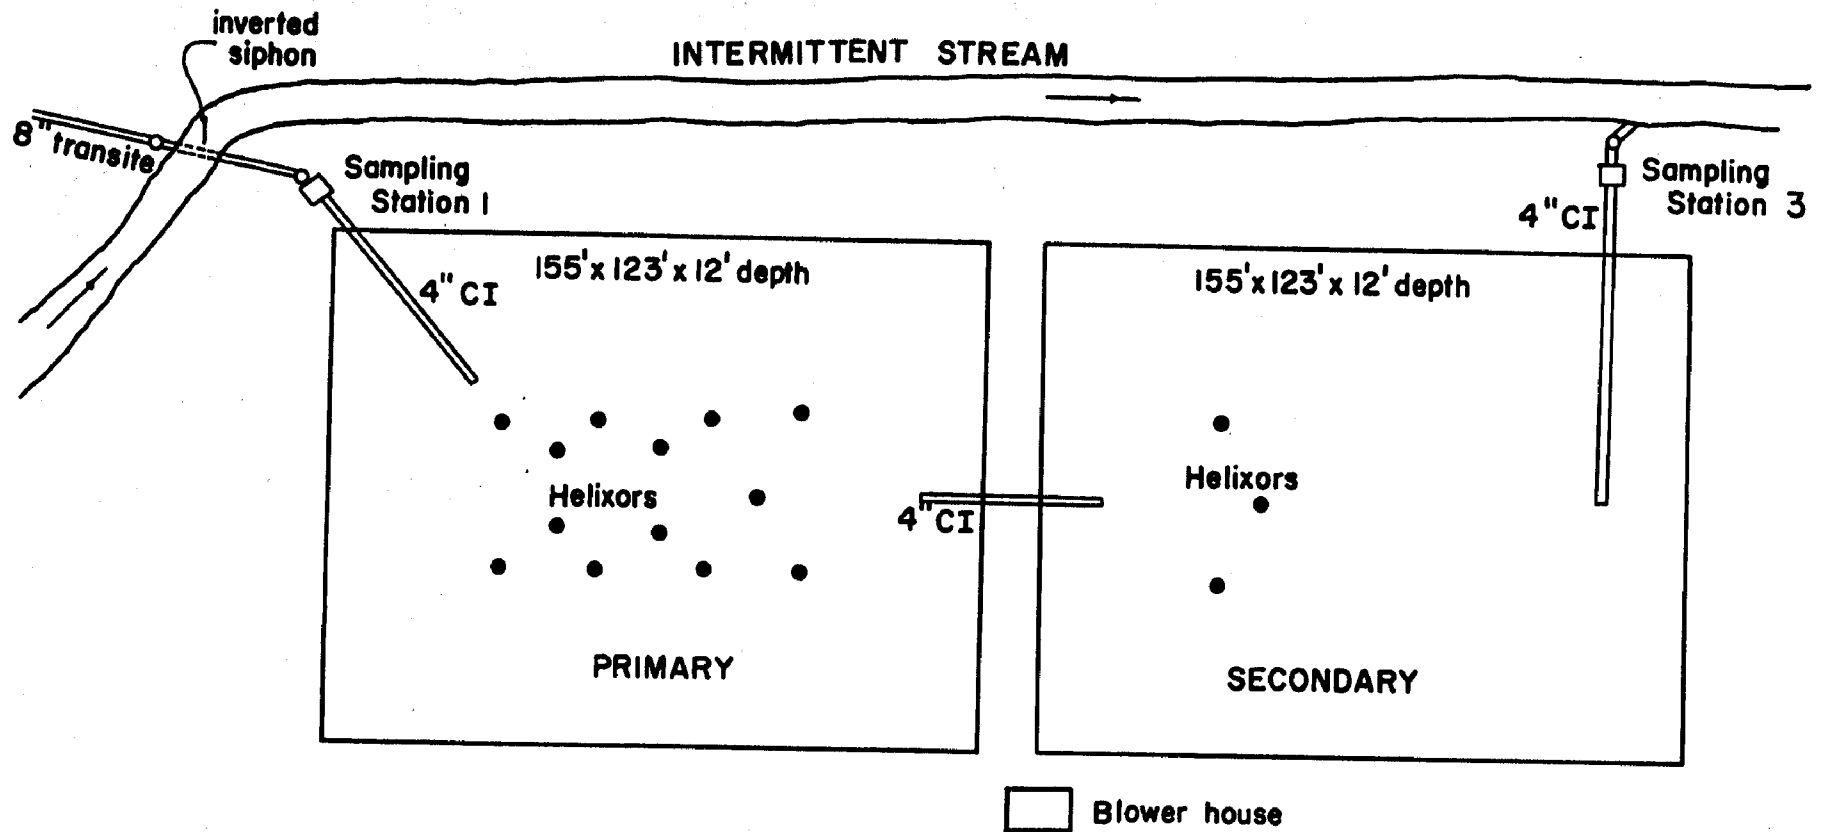 inverted
siphon
INTERMITTENT STREAM
8" transite
Sampling
Station 1
Sampling
Station 3
4" CI
155' x 123' x 12' depth
155' x 123' x 12' depth
4" CI
Helixors
Helixors
4" CI
PRIMARY
SECONDARY
Blower house